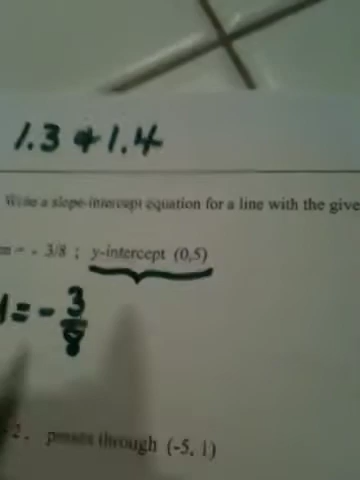 1.3 + 1.4
Write a slope-intercept equation for a line with the give
m = - 3/8 ; y-intercept (0,5)
= - 3/8
2. passes through (-5, 1)